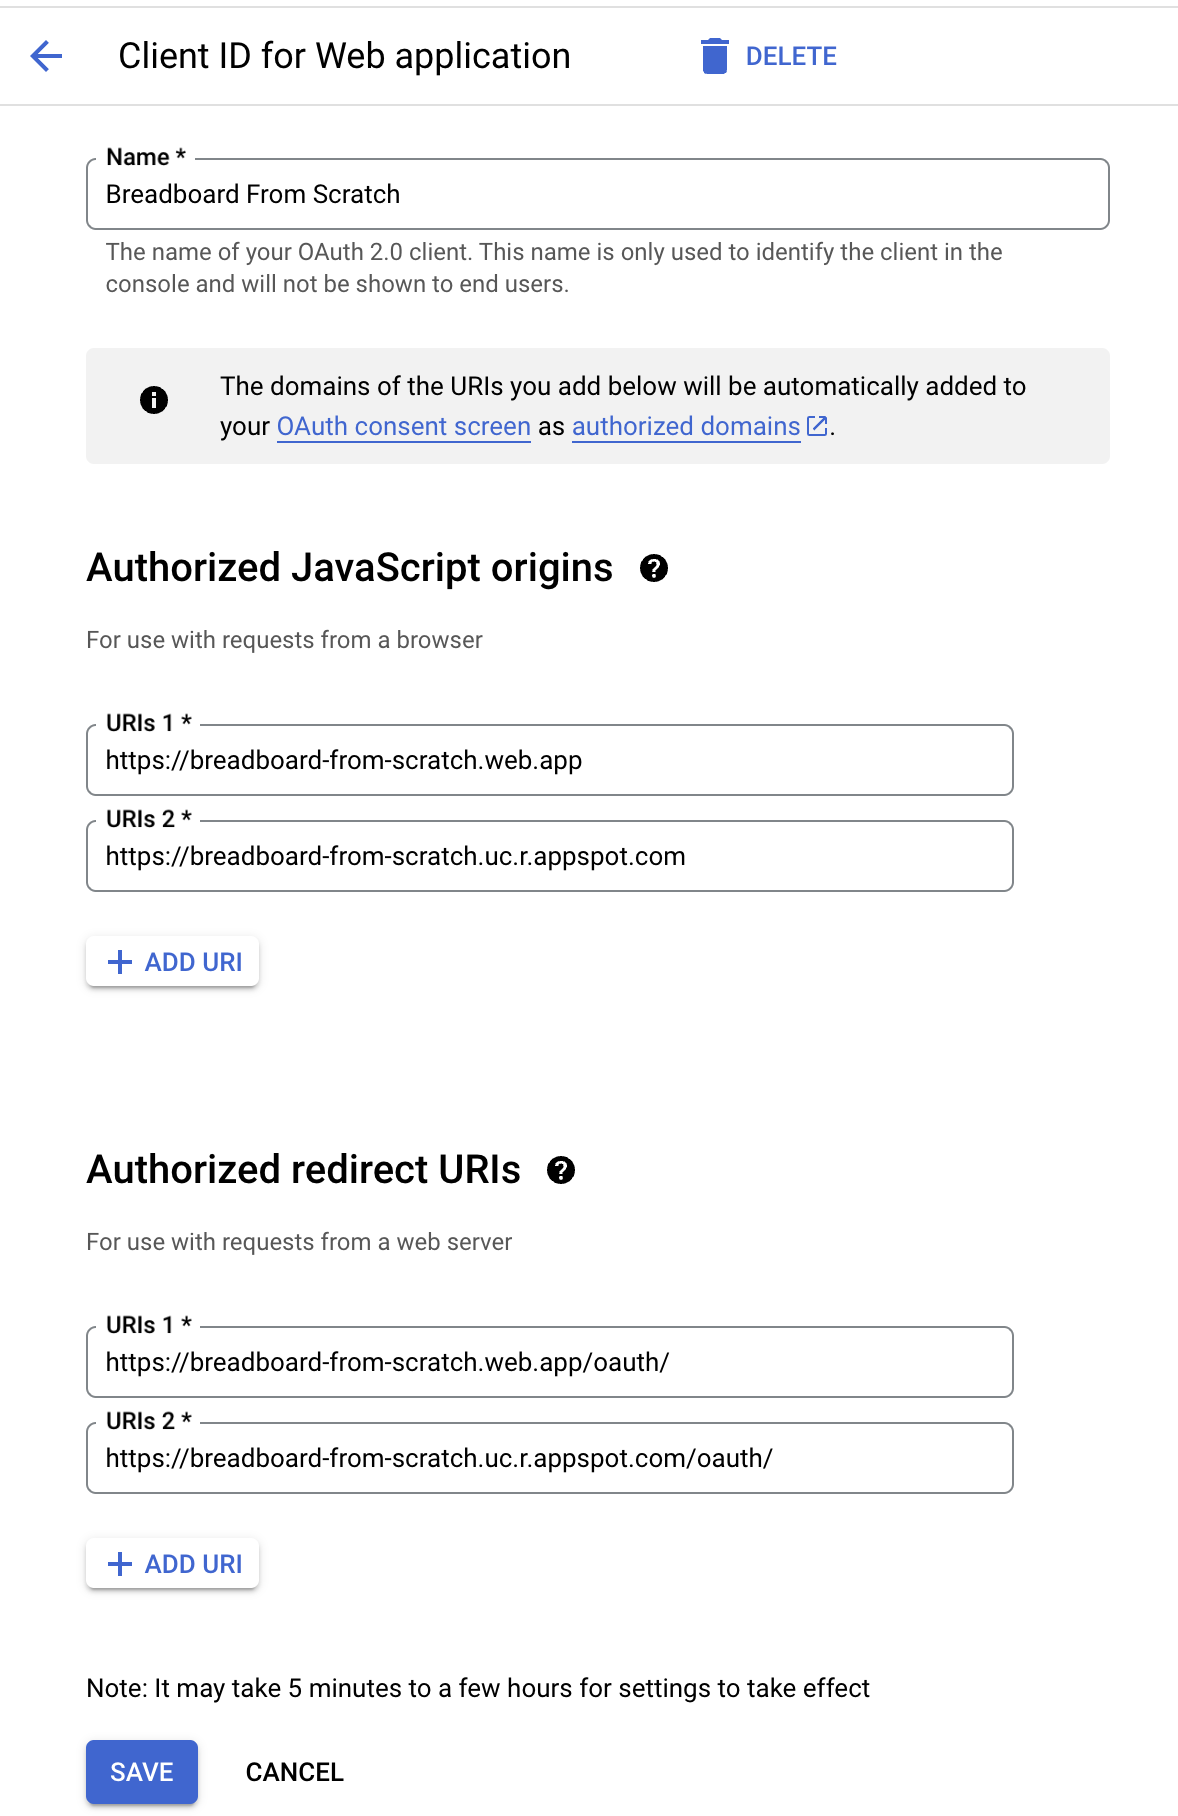 Client ID for Web application
DELETE
Name *
Breadboard From Scratch
The name of your OAuth 2.0 client. This name is only used to identify the client in the
console and will not be shown to end users.
The domains of the URIs you add below will be automatically added to
your OAuth consent screen as authorized domains.
Authorized JavaScript origins
For use with requests from a browser
URIs 1 *
https://breadboard-from-scratch.web.app
URIs 2 *
https://breadboard-from-scratch.uc.r.appspot.com
ADD URI
Authorized redirect URIs
For use with requests from a web server
URIs 1 *
https://breadboard-from-scratch.web.app/oauth/
URIs 2 *
https://breadboard-from-scratch.uc.r.appspot.com/oauth/
ADD URI
Note: It may take 5 minutes to a few hours for settings to take effect
SAVE
CANCEL